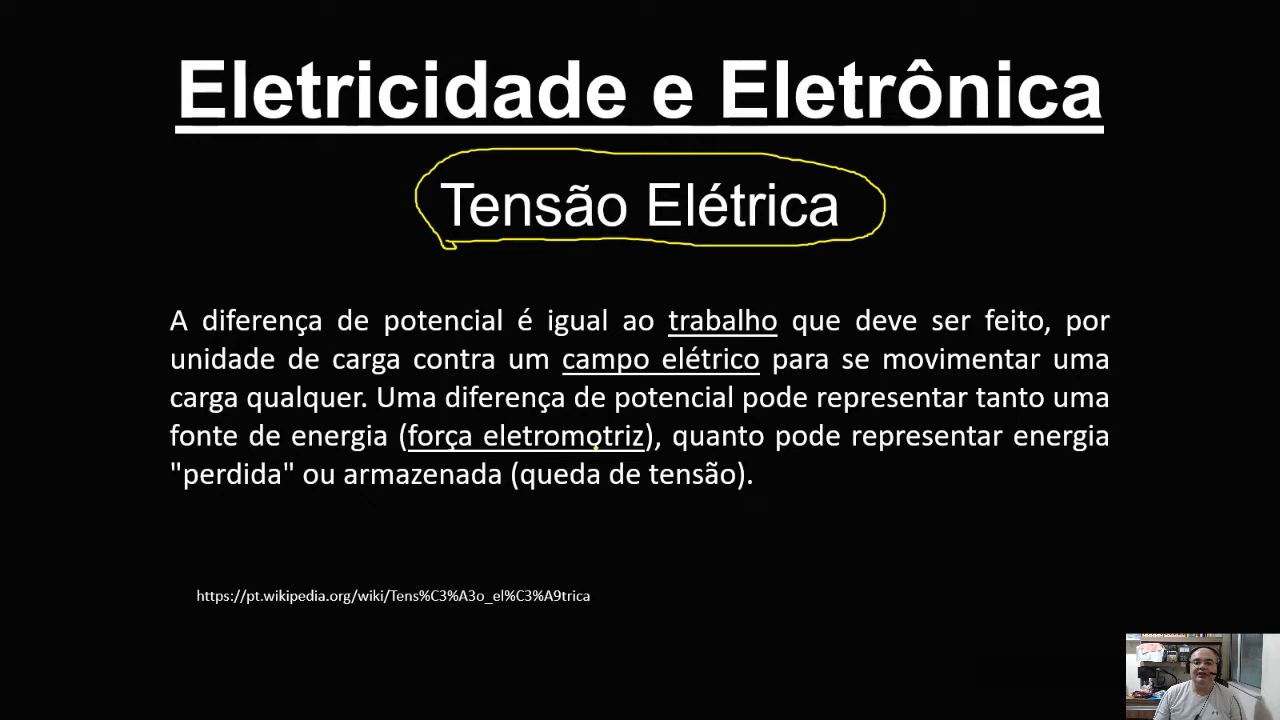 Eletricidade e Eletrônica
Tensão Elétrica
A diferença de potencial é igual ao trabalho que deve ser feito, por
unidade de carga contra um campo elétrico para se movimentar uma
carga qualquer. Uma diferença de potencial pode representar tanto uma
fonte de energia (força eletromotriz), quanto pode representar energia
"perdida" ou armazenada (queda de tensão).
https://pt.wikipedia.org/wiki/Tens%C3%A3o_el%C3%A9trica